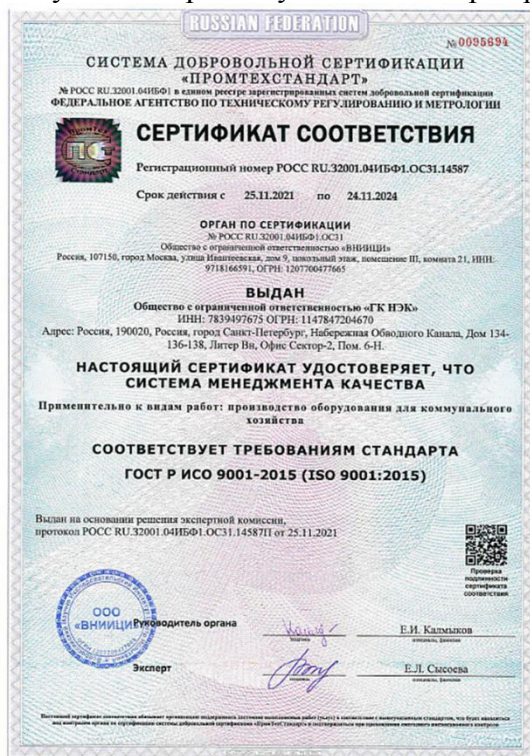 RUSSIAN FEDERATION
№ 0095694
СИСТЕМА ДОБРОВОЛЬНОЙ СЕРТИФИКАЦИИ
«ПРОМТЕХСТАНДАРТ»
№ РОСС RU.32001.04ИБФ1 в едином реестре зарегистрированных систем добровольной сертификации
ФЕДЕРАЛЬНОЕ АГЕНТСТВО ПО ТЕХНИЧЕСКОМУ РЕГУЛИРОВАНИЮ И МЕТРОЛОГИИ
СЕРТИФИКАТ СООТВЕТСТВИЯ
Регистрационный номер РОСС RU.32001.04ИБФ1.ОС31.14587
Срок действия с 25.11.2021 по 24.11.2024
ОРГАН ПО СЕРТИФИКАЦИИ
№ РОСС RU.32001.04ИБФ1.ОС31
Общество с ограниченной ответственностью «ВНИИЦИ»
Россия, 107150, город Москва, улица Ивантеевская, дом 9, цокольный этаж, помещение III, комната 21, ИНН:
9718166591, ОГРН: 1207700477665
ВЫДАН
Общество с ограниченной ответственностью «ГК НЭК»
ИНН: 7839497675 ОГРН: 1147847204670
Адрес: Россия, 190020, Россия, город Санкт-Петербург, Набережная Обводного Канала, Дом 134-
136-138, Литер Вн, Офис Сектор-2, Пом. 6-Н.
НАСТОЯЩИЙ СЕРТИФИКАТ УДОСТОВЕРЯЕТ, ЧТО
СИСТЕМА МЕНЕДЖМЕНТА КАЧЕСТВА
Применительно к видам работ: производство оборудования для коммунального
хозяйства
СООТВЕТСТВУЕТ ТРЕБОВАНИЯМ СТАНДАРТА
ГОСТ Р ИСО 9001-2015 (ISO 9001:2015)
Выдан на основании решения экспертной комиссии,
протокол РОСС RU.32001.04ИБФ1.ОС31.14587П от 25.11.2021
Проверка
подлинности
сертификата
соответствия
ООО
«ВНИИЦИ»
Руководитель органа
Е.И. Калмыков
Эксперт
Е.Л. Сысоева